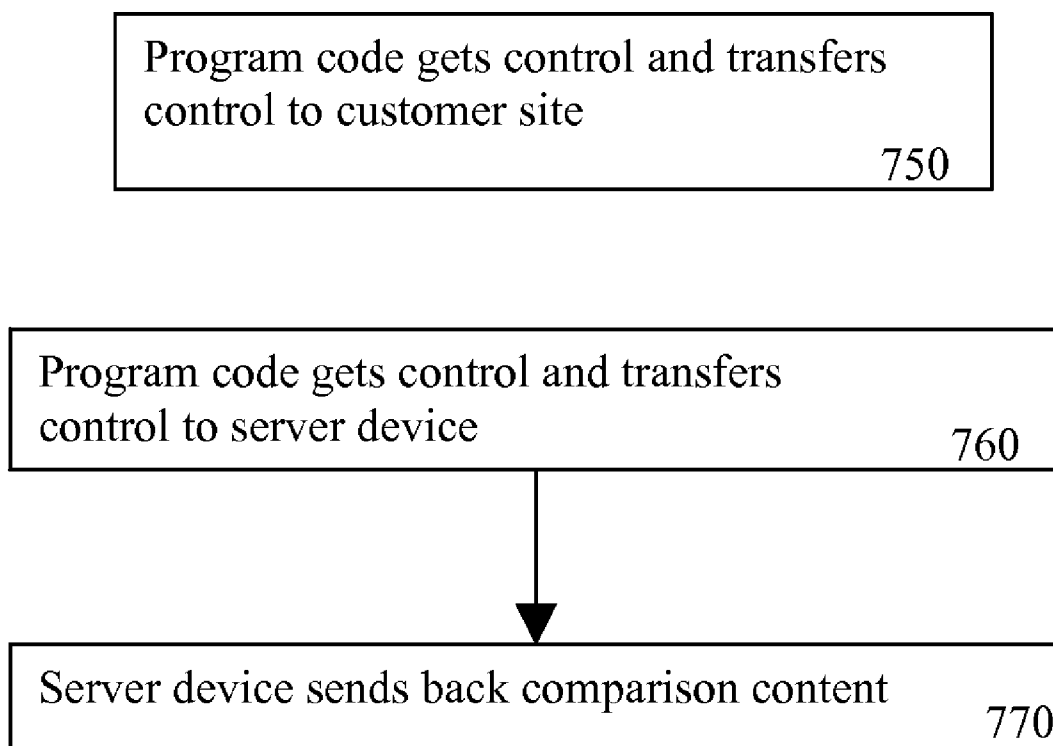 Program code gets control and transfers
control to customer site
750
Program code gets control and transfers
control to server device
760
Server device sends back comparison content
770